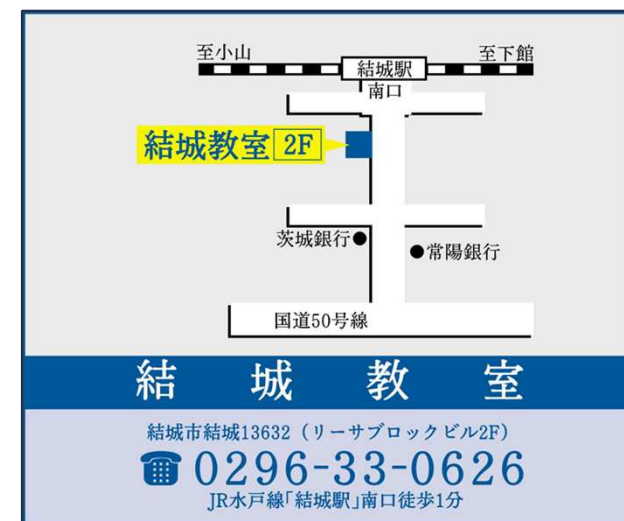 至小山
至下館
結城駅
南口
結城教室 2F
茨城銀行●
●常陽銀行
国道50号線
結城教室
結城市結城13632（リーサブロックビル2F）
☎0296-33-0626
JR水戸線「結城駅」南口徒歩1分